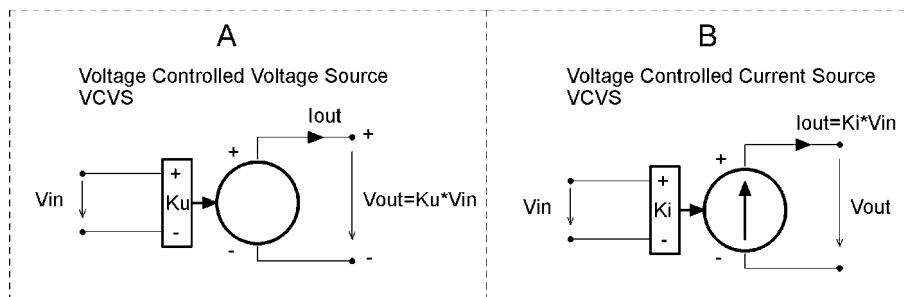 A
Voltage Controlled Voltage Source
VCVS
Iout
+
+
+
Vin
Ku
Vout=Ku*Vin
-
-
-
B
Voltage Controlled Current Source
VCVS
Iout=Ki*Vin
+
+
Vin
Ki
Vout
-
-